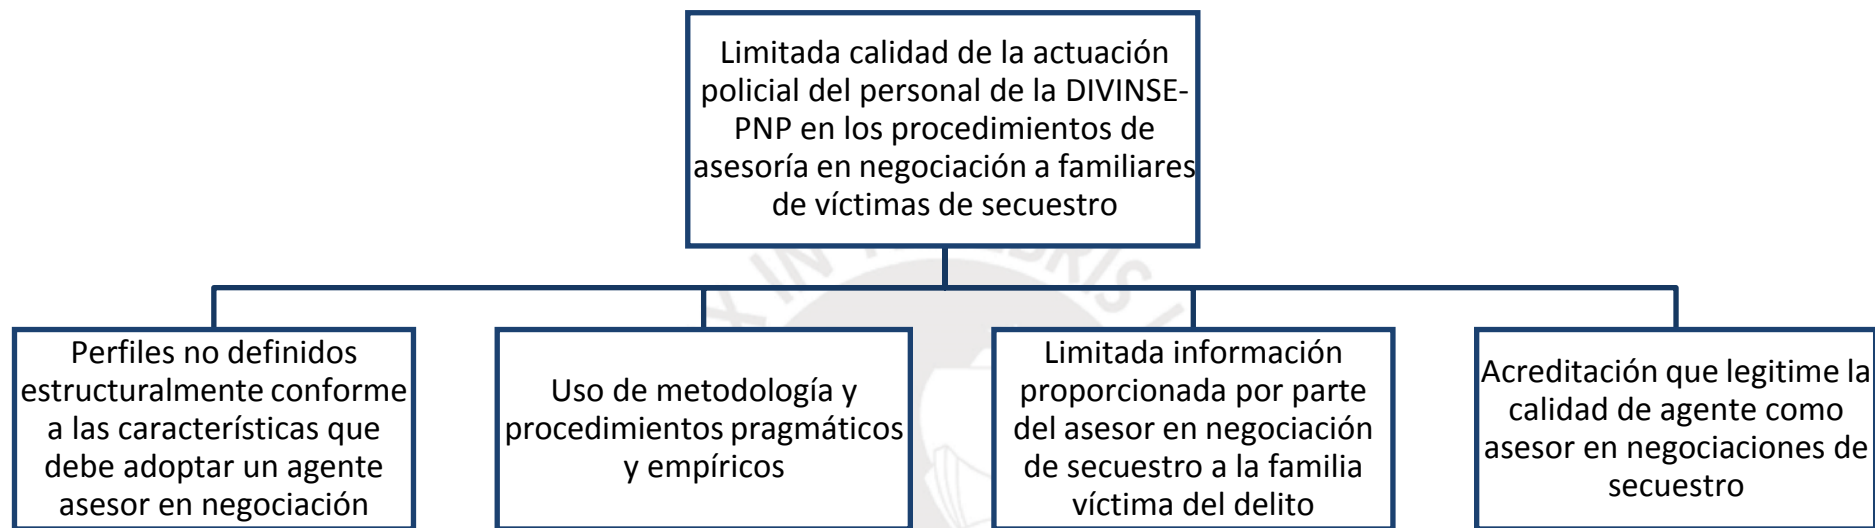 Limitada calidad de la actuación
policial del personal de la DIVINSE-
PNP en los procedimientos de
asesoría en negociación a familiares
de víctimas de secuestro
Perfiles no definidos
estructuralmente conforme
a las características que
debe adoptar un agente
asesor en negociación
Uso de metodología y
procedimientos pragmáticos
y empíricos
Limitada información
proporcionada por parte
del asesor en negociación
de secuestro a la familia
víctima del delito
Acreditación que legitime la
calidad de agente como
asesor en negociaciones de
secuestro